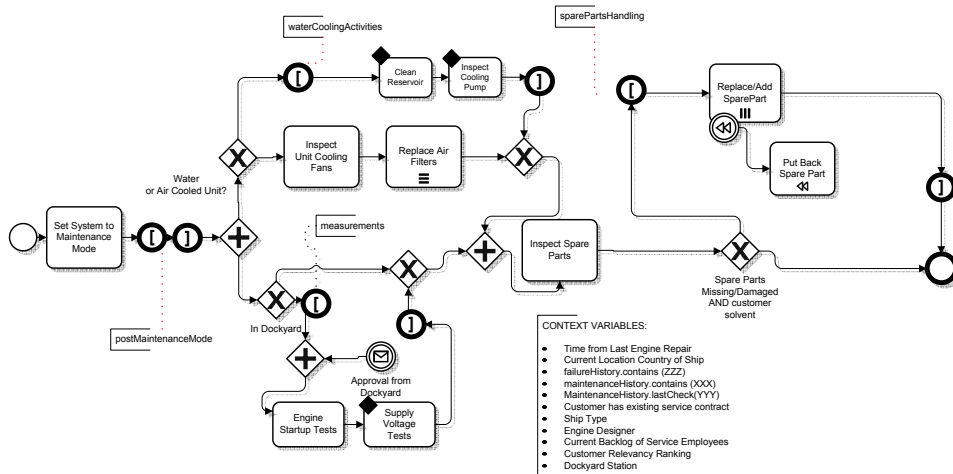 waterCoolingActivities
sparePartsHandling
Clean
Reservoir
Inspect
Cooling
Pump
Replace/Add
SparePart
Inspect
Unit Cooling
Fans
Replace Air
Filters
Put Back
Spare Part
Water
or Air Cooled Unit?
Set System to
Maintenance
Mode
measurements
Inspect Spare
Parts
Spare Parts
Missing/Damaged
AND customer
solvent
In Dockyard
postMaintenanceMode
Approval from
Dockyard
Engine
Startup Tests
Supply
Voltage
Tests
CONTEXT VARIABLES:
• Time from Last Engine Repair
• Current Location Country of Ship
• failureHistory.contains (ZZZ)
• maintenanceHistory.contains (XXX)
• MaintenanceHistory.lastCheck(YYY)
• Customer has existing service contract
• Ship Type
• Engine Designer
• Current Backlog of Service Employees
• Customer Relevancy Ranking
• Dockyard Station